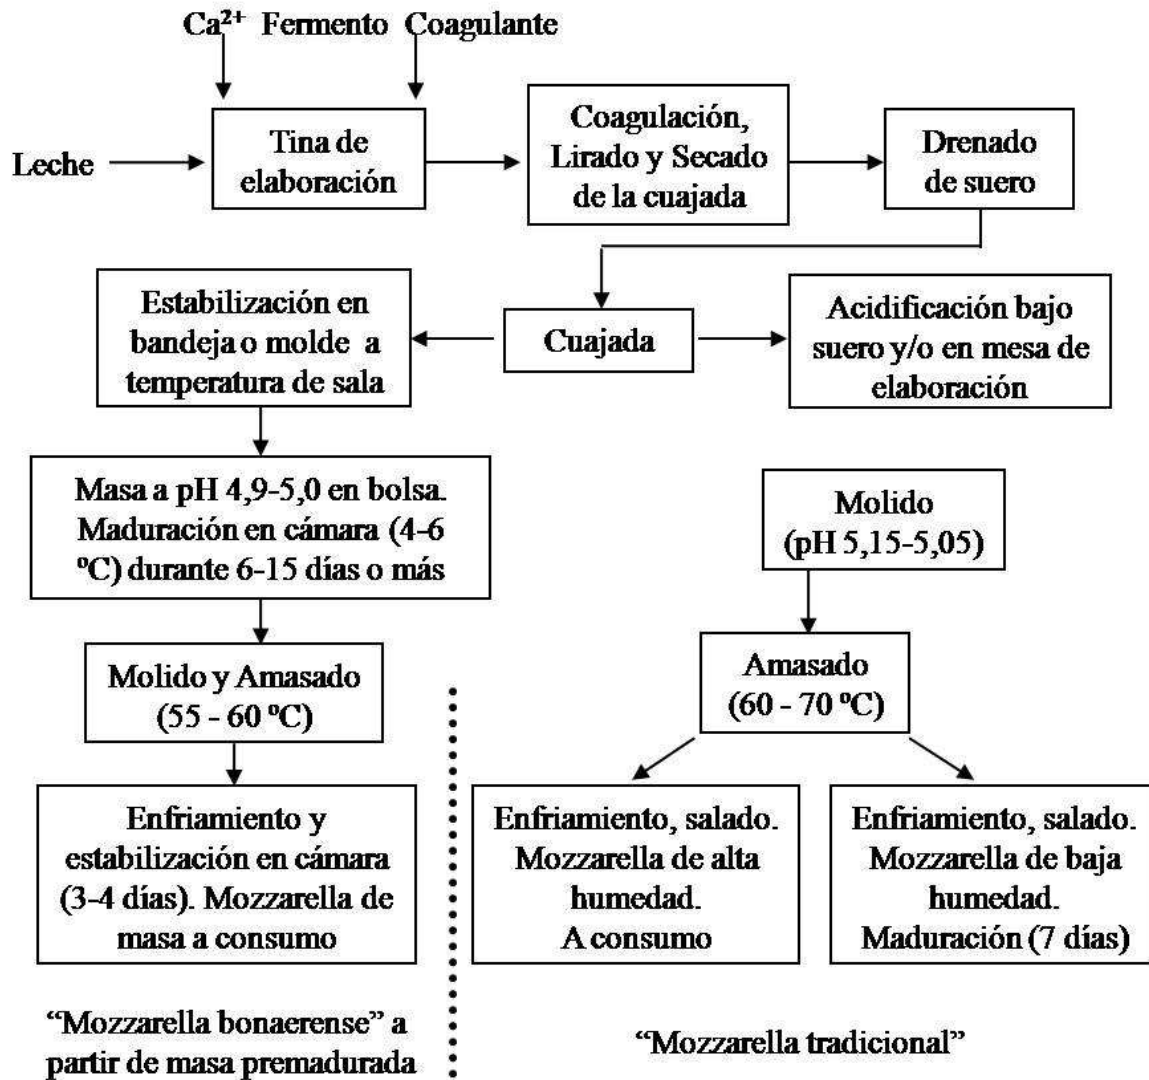 Ca²⁺ Fermento Coagulante
Leche
Tina de
elaboración
Coagulación,
Lirado y Secado
de la cuajada
Drenado
de suero
Estabilización en
bandeja o molde a
temperatura de sala
Cuajada
Acidificación bajo
suero y/o en mesa de
elaboración
Masa a pH 4,9-5,0 en bolsa.
Maduración en cámara (4-6
ºC) durante 6-15 días o más
Molido
(pH 5,15-5,05)
Molido y Amasado
(55 - 60 ºC)
Amasado
(60 - 70 ºC)
Enfriamiento y
estabilización en cámara
(3-4 días). Mozzarella de
masa a consumo
Enfriamiento, salado.
Mozzarella de alta
humedad.
A consumo
Enfriamiento, salado.
Mozzarella de baja
humedad.
Maduración (7 días)
“Mozzarella bonaerense” a
partir de masa premadurada
“Mozzarella tradicional”